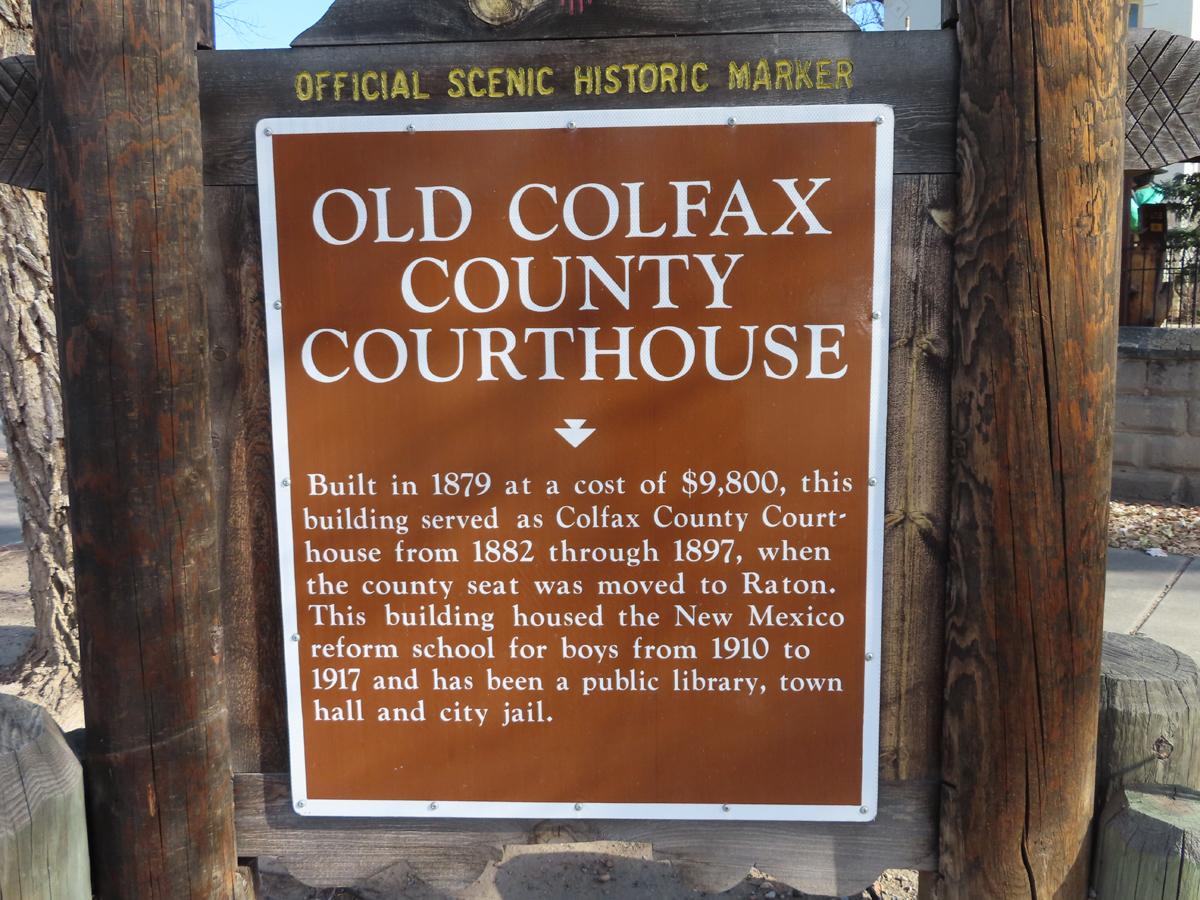 OFFICIAL SCENIC HISTORIC MARKER
OLD COLFAX
COUNTY
COURTHOUSE
Built in 1879 at a cost of $9,800, this
building served as Colfax County Court-
house from 1882 through 1897, when
the county seat was moved to Raton.
This building housed the New Mexico
reform school for boys from 1910 to
1917 and has been a public library, town
hall and city jail.